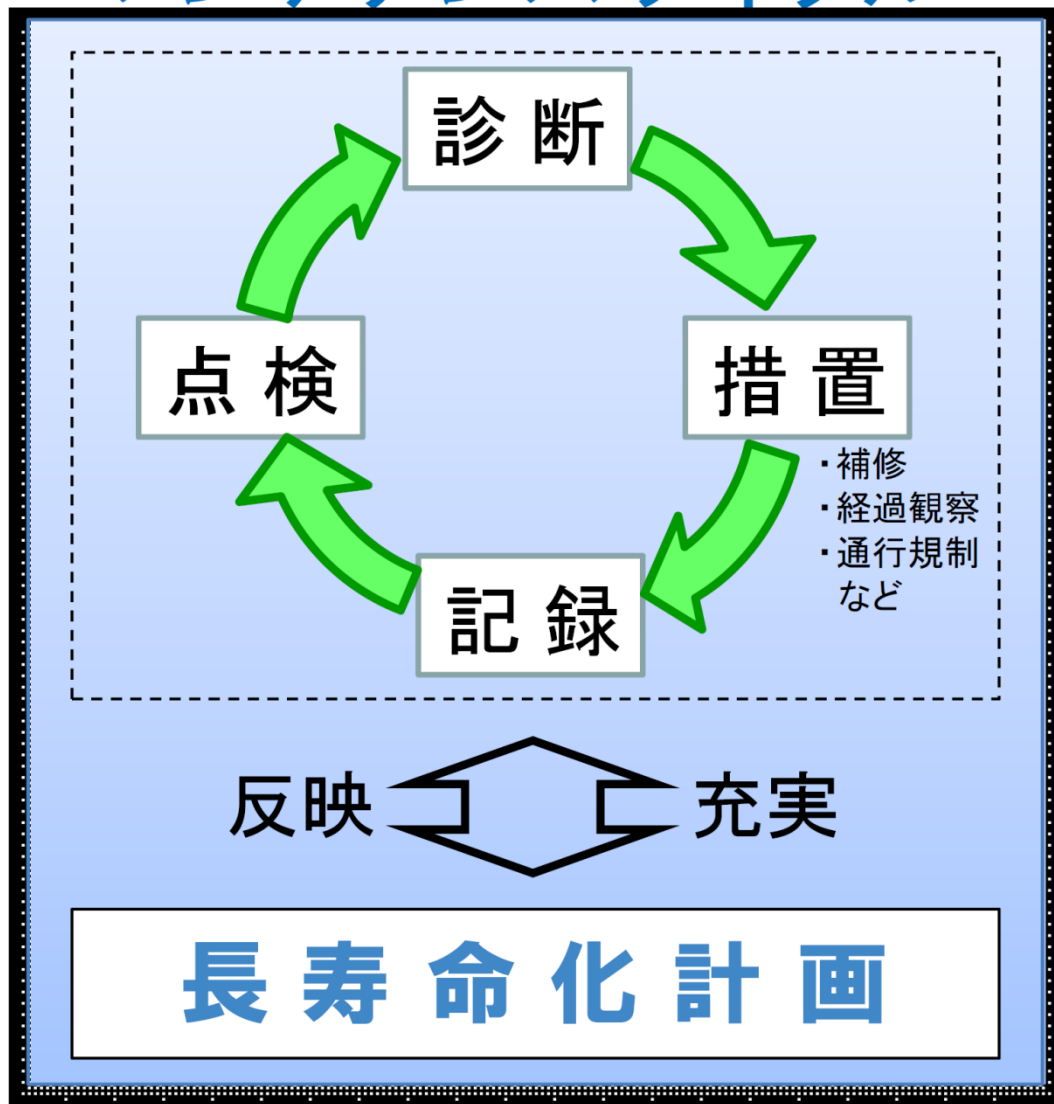 診断
点検
措置
・補修
・経過観察
・通行規制
など
記録
反映
充実
長寿命化計画